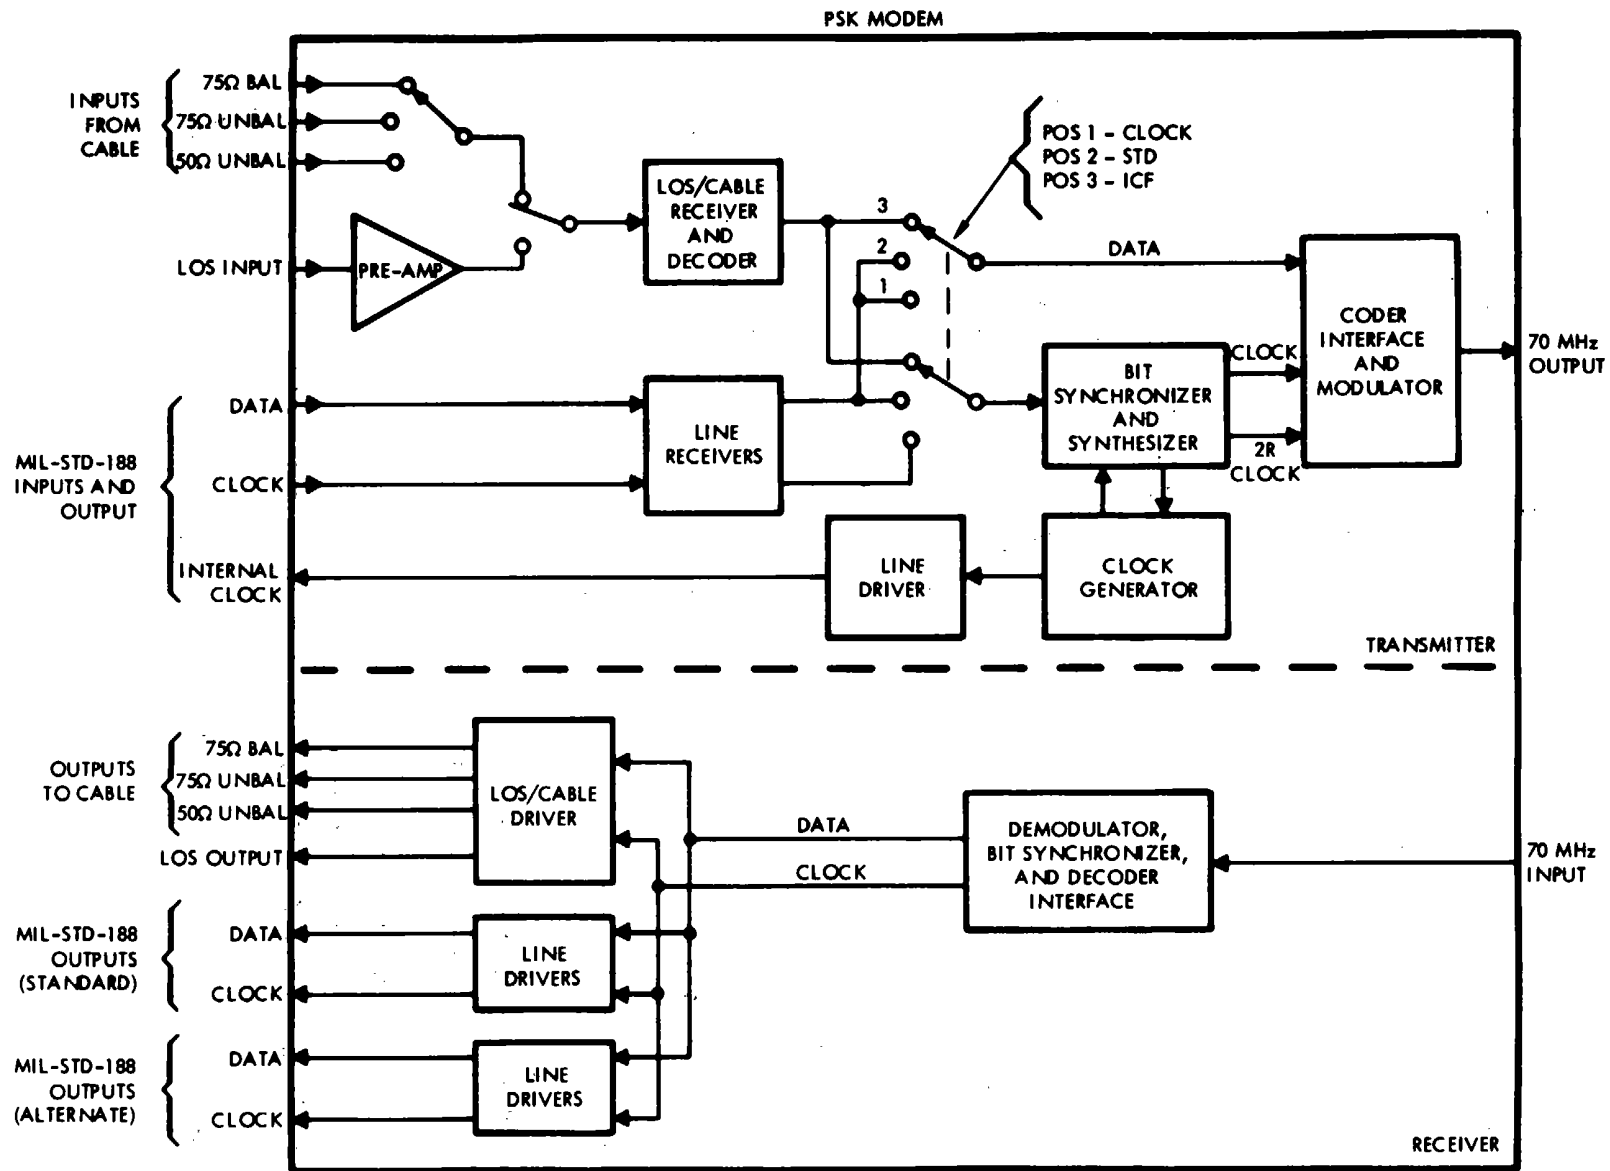 PSK MODEM
INPUTS
FROM
CABLE
75Ω BAL
75Ω UNBAL
50Ω UNBAL
LOS INPUT
PRE-AMP
LOS/CABLE
RECEIVER
AND
DECODER
POS 1 - CLOCK
POS 2 - STD
POS 3 - ICF
3
2
1
DATA
CODER
INTERFACE
AND
MODULATOR
70 MHz
OUTPUT
MIL-STD-188
INPUTS AND
OUTPUT
DATA
CLOCK
INTERNAL
CLOCK
LINE
RECEIVERS
BIT
SYNCHRONIZER
AND
SYNTHESIZER
CLOCK
2R
CLOCK
LINE
DRIVER
CLOCK
GENERATOR
TRANSMITTER
OUTPUTS
TO CABLE
75Ω BAL
75Ω UNBAL
50Ω UNBAL
LOS OUTPUT
LOS/CABLE
DRIVER
DATA
CLOCK
DEMODULATOR,
BIT SYNCHRONIZER,
AND DECODER
INTERFACE
70 MHz
INPUT
MIL-STD-188
OUTPUTS
(STANDARD)
DATA
CLOCK
LINE
DRIVERS
MIL-STD-188
OUTPUTS
(ALTERNATE)
DATA
CLOCK
LINE
DRIVERS
RECEIVER